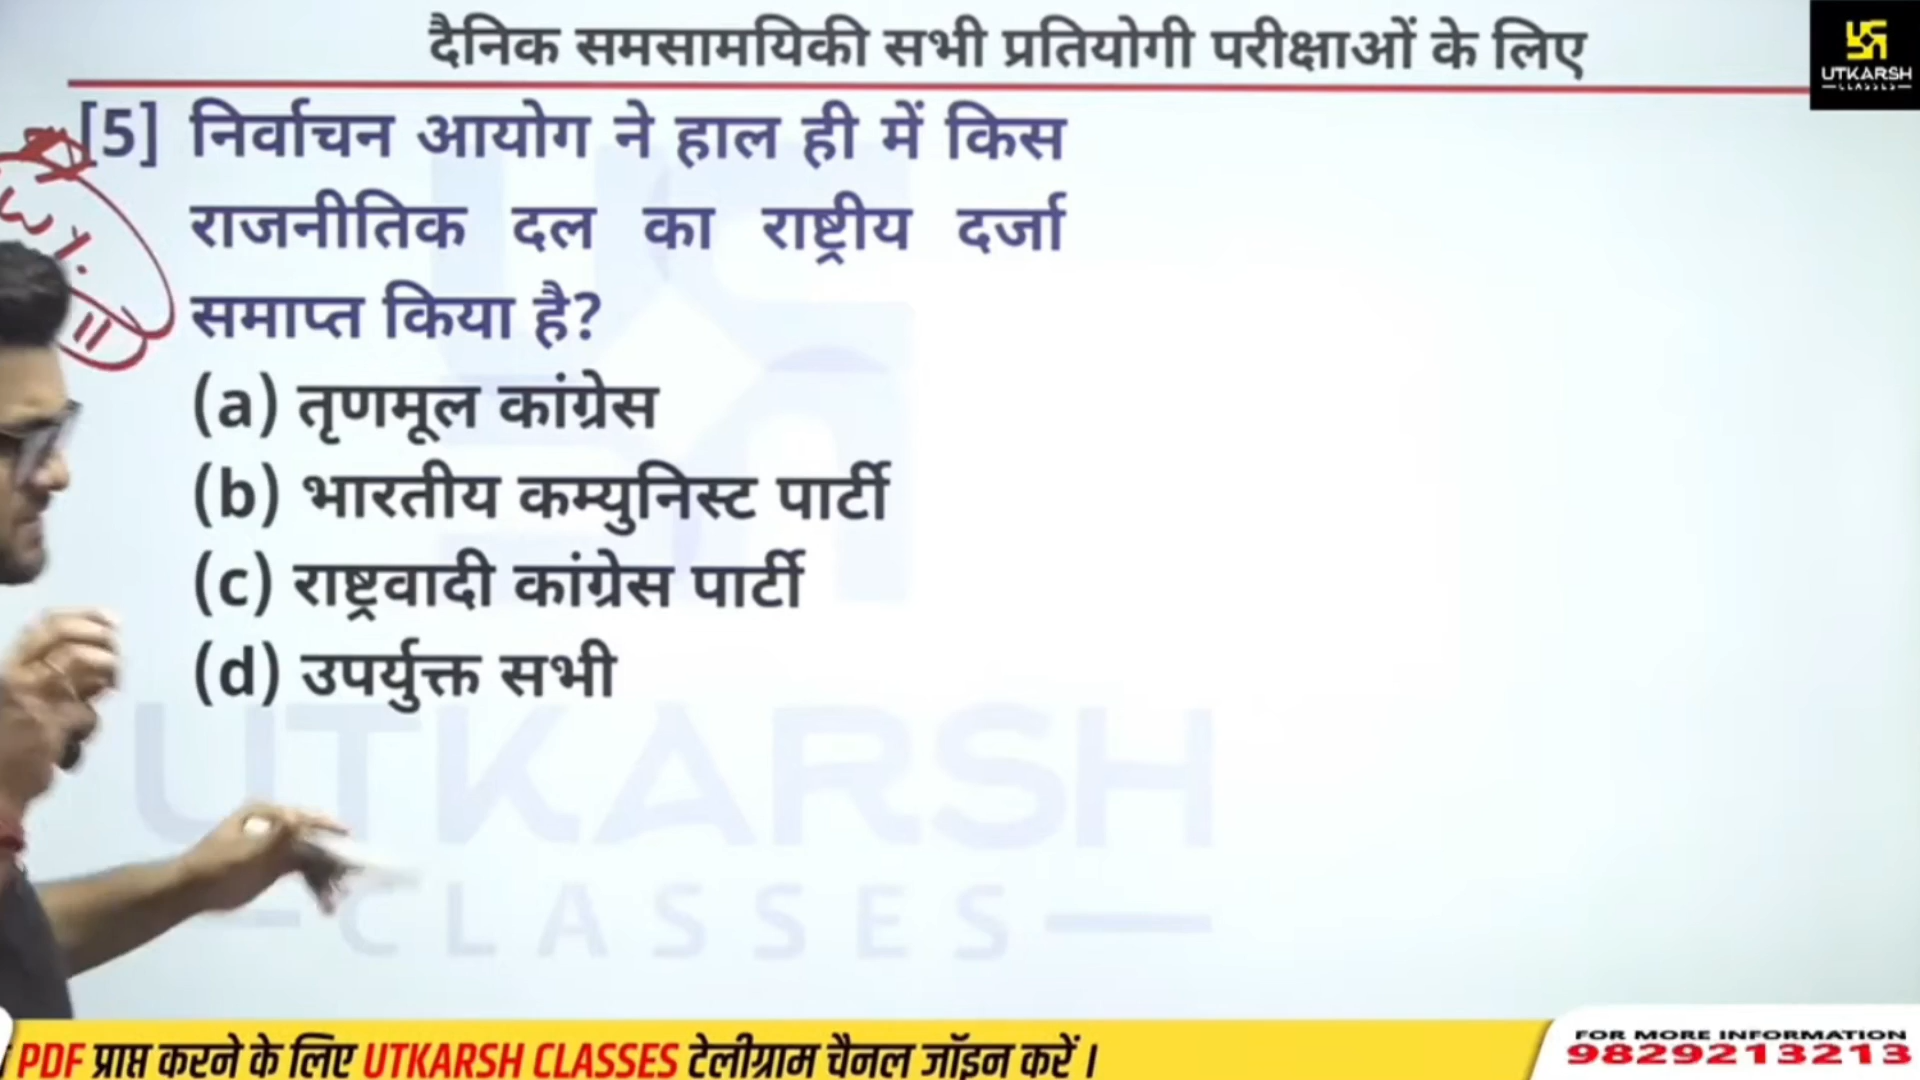 दैनिक समसामयिकी सभी प्रतियोगी परीक्षाओं के लिए
UTKARSH
CLASSES
[5] निर्वाचन आयोग ने हाल ही में किस
राजनीतिक दल का राष्ट्रीय दर्जा
समाप्त किया है?
(a) तृणमूल कांग्रेस
(b) भारतीय कम्युनिस्ट पार्टी
(c) राष्ट्रवादी कांग्रेस पार्टी
(d) उपर्युक्त सभी
UTKARSH
CLASSES
PDF प्राप्त करने के लिए UTKARSH CLASSES टेलीग्राम चैनल जॉइन करें ।
FOR MORE INFORMATION
9829213213